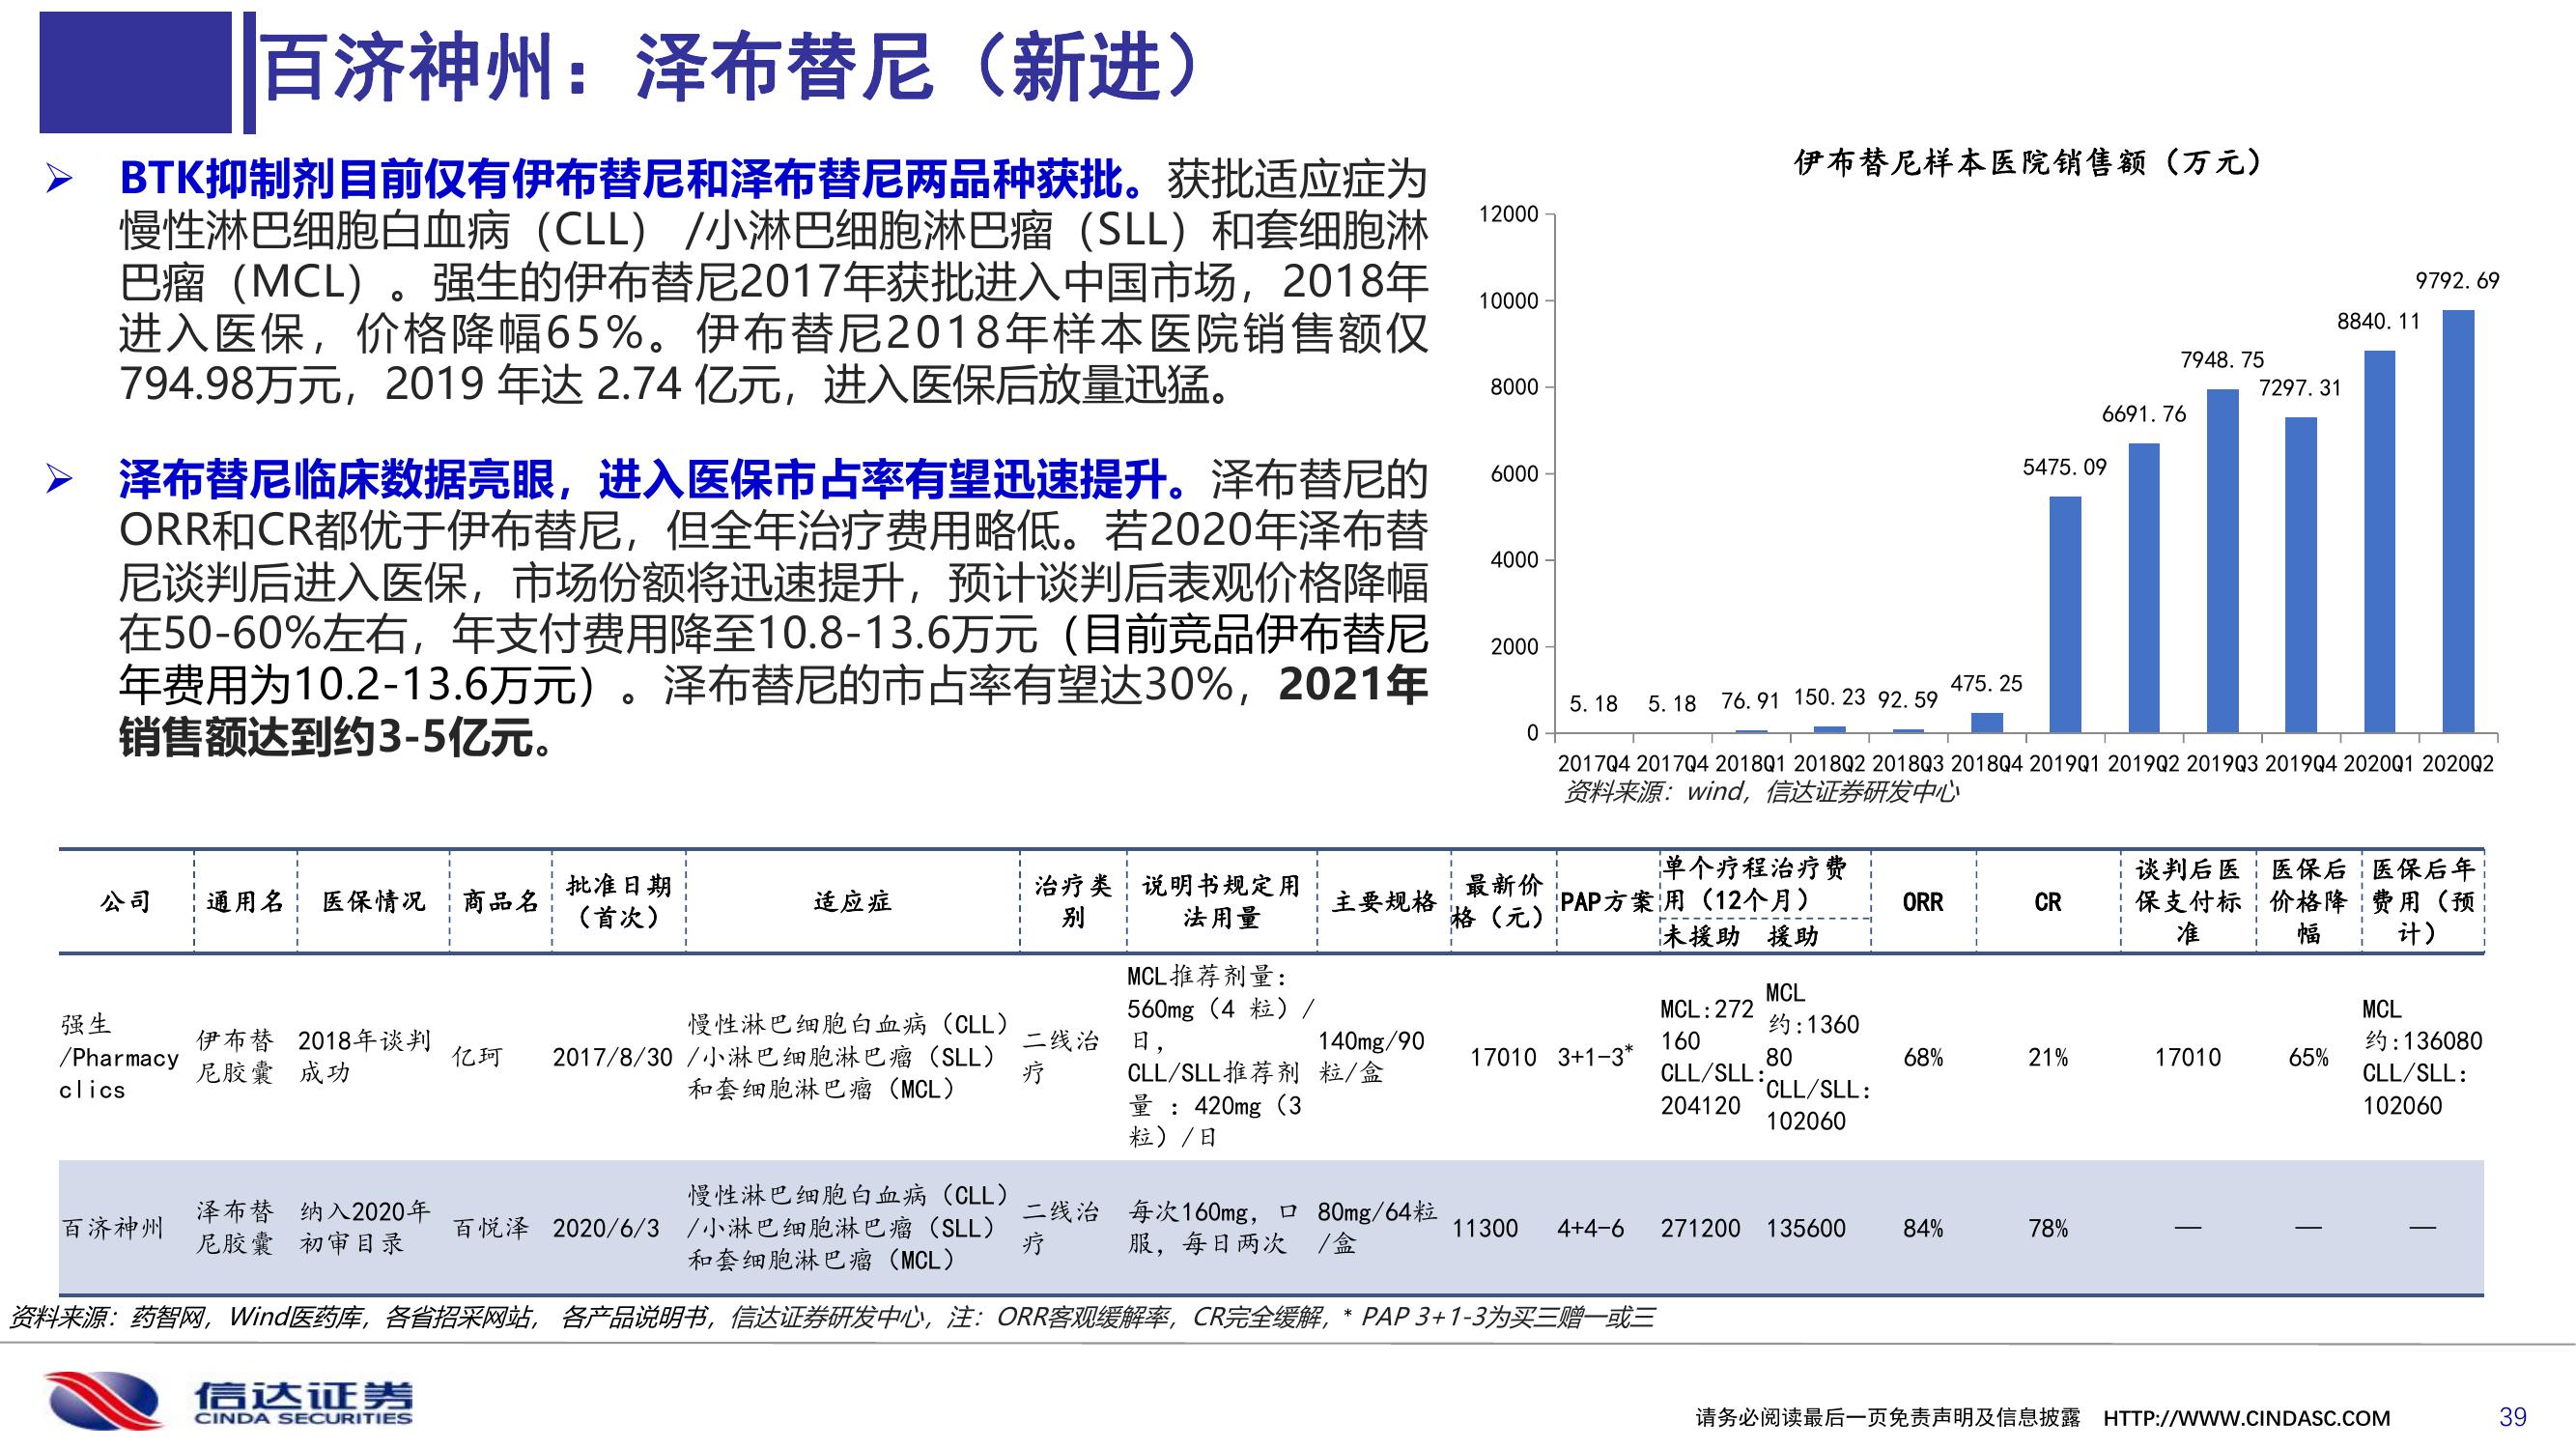 百济神州：泽布替尼（新进）
BTK抑制剂目前仅有伊布替尼和泽布替尼两品种获批。获批适应症为
慢性淋巴细胞白血病（CLL） /小淋巴细胞淋巴瘤（SLL）和套细胞淋
巴瘤（MCL）。强生的伊布替尼2017年获批进入中国市场，2018年
进入医保，价格降幅65%。伊布替尼2018年样本医院销售额仅
794.98万元，2019 年达 2.74 亿元，进入医保后放量迅猛。
泽布替尼临床数据亮眼，进入医保市占率有望迅速提升。泽布替尼的
ORR和CR都优于伊布替尼，但全年治疗费用略低。若2020年泽布替
尼谈判后进入医保，市场份额将迅速提升，预计谈判后表观价格降幅
在50-60%左右，年支付费用降至10.8-13.6万元（目前竞品伊布替尼
年费用为10.2-13.6万元）。泽布替尼的市占率有望达30%，2021年
销售额达到约3-5亿元。
伊布替尼样本医院销售额（万元）
12000
10000
8000
6000
4000
2000
0
5.18
5.18
76.91
150.23
92.59
475.25
5475.09
6691.76
7948.75
7297.31
8840.11
9792.69
2017Q4 2017Q4 2018Q1 2018Q2 2018Q3 2018Q4 2019Q1 2019Q2 2019Q3 2019Q4 2020Q1 2020Q2
资料来源：wind，信达证券研发中心
公司
通用名
医保情况
商品名
批准日期
（首次）
适应症
治疗类
别
说明书规定用
法用量
主要规格
最新价
格（元）
PAP方案
单个疗程治疗费
用（12个月）
未援助 援助
ORR
CR
谈判后医
保支付标
准
医保后
价格降
幅
医保后年
费用（预
计）
强生
/Pharmacy
clics
伊布替
尼胶囊
2018年谈判
成功
亿珂
2017/8/30
慢性淋巴细胞白血病（CLL）
/小淋巴细胞淋巴瘤（SLL）
和套细胞淋巴瘤（MCL）
二线治
疗
MCL推荐剂量：
560mg（4 粒）/
日，
CLL/SLL推荐剂
量 ：420mg（3
粒）/日
140mg/90
粒/盒
17010
3+1-3*
MCL:272
160
CLL/SLL:
204120
MCL
约:1360
80
CLL/SLL:
102060
68%
21%
17010
65%
MCL
约:136080
CLL/SLL:
102060
百济神州
泽布替
尼胶囊
纳入2020年
初审目录
百悦泽
2020/6/3
慢性淋巴细胞白血病（CLL）
/小淋巴细胞淋巴瘤（SLL）
和套细胞淋巴瘤（MCL）
二线治
疗
每次160mg，口
服，每日两次
80mg/64粒
/盒
11300
4+4-6
271200
135600
84%
78%
—
—
—
资料来源：药智网，Wind医药库，各省招采网站， 各产品说明书，信达证券研发中心，注：ORR客观缓解率，CR完全缓解，* PAP 3+1-3为买三赠一或三
信达证券
CINDA SECURITIES
请务必阅读最后一页免责声明及信息披露 HTTP://WWW.CINDASC.COM
39